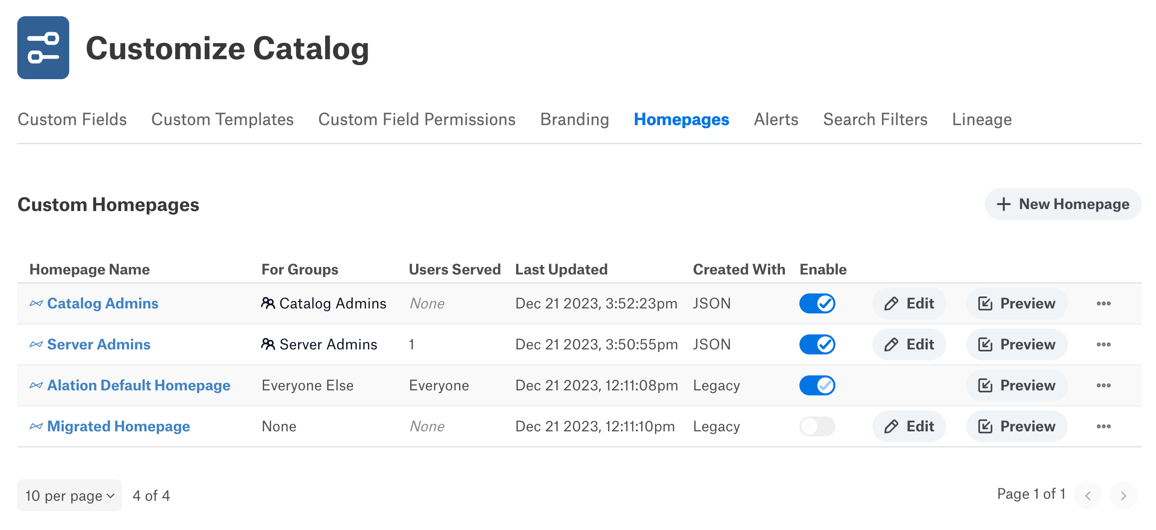 Customize Catalog
Custom Fields Custom Templates Custom Field Permissions Branding Homepages Alerts Search Filters Lineage
Custom Homepages New Homepage
Homepage Name For Groups Users Served Last Updated Created With Enable
Catalog Admins Catalog Admins None Dec 21 2023, 3:52:23pm JSON Edit Preview
Server Admins Server Admins 1 Dec 21 2023, 3:50:55pm JSON Edit Preview
Alation Default Homepage Everyone Else Everyone Dec 21 2023, 12:11:08pm Legacy Preview
Migrated Homepage None None Dec 21 2023, 12:11:10pm Legacy Edit Preview
10 per page 4 of 4 Page 1 of 1